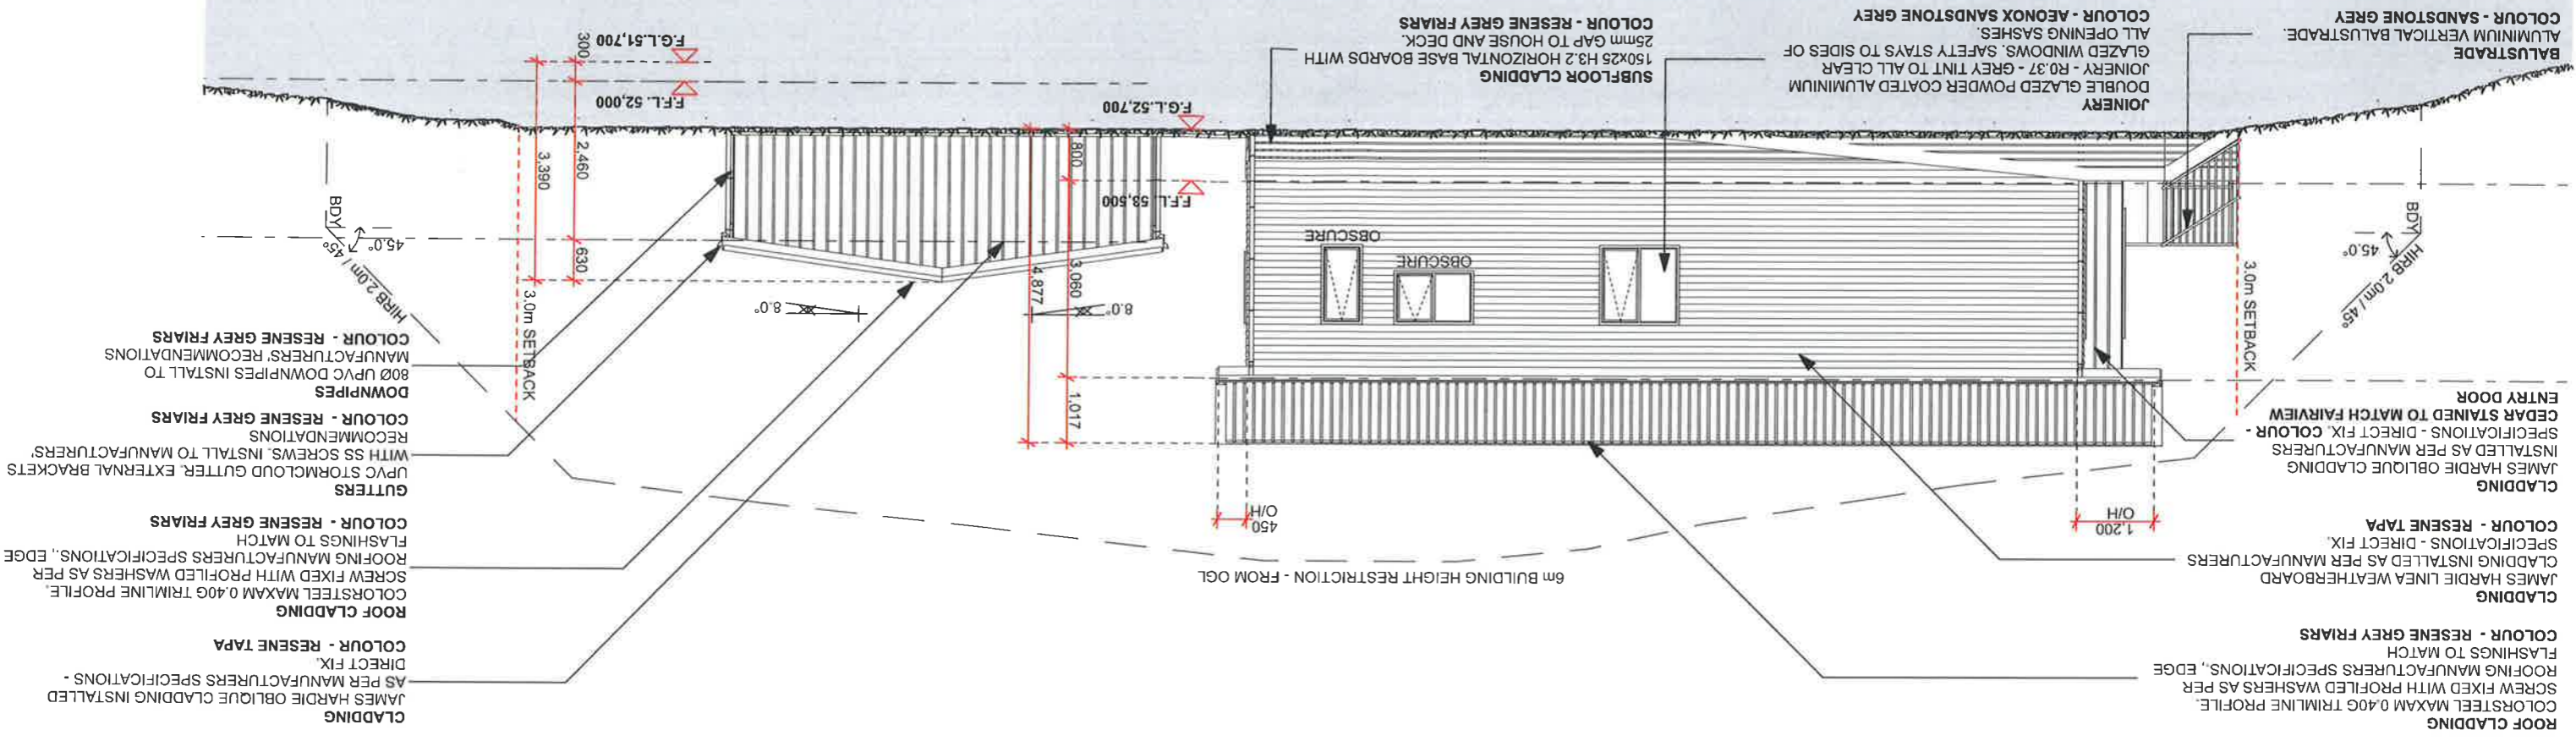 ROOF CLADDING
COLORSTEEL MAXAM 0.40G TRIMLINE PROFILE.
SCREW FIXED WITH PROFILED WASHERS AS PER
ROOFING MANUFACTURERS SPECIFICATIONS., EDGE
FLASHINGS TO MATCH
COLOUR - RESENE GREY FRIARS
CLADDING
JAMES HARDIE LINEA WEATHERBOARD
CLADDING INSTALLED AS PER MANUFACTURERS
SPECIFICATIONS - DIRECT FIX.
COLOUR - RESENE TAPA
CLADDING
JAMES HARDIE OBLIQUE CLADDING
INSTALLED AS PER MANUFACTURERS
SPECIFICATIONS - DIRECT FIX. COLOUR -
CEDAR STAINED TO MATCH FAIRVIEW
ENTRY DOOR
3.0m SETBACK
HIRB 2.0m / 45°
45.0°
BDY
BALUSTRADE
ALUMINIUM VERTICAL BALUSTRADE.
COLOUR - SANDSTONE GREY
1,200
O/H
6m BUILDING HEIGHT RESTRICTION - FROM OGL
450
O/H
OBSCURE
OBSCURE
JOINERY
DOUBLE GLAZED POWDER COATED ALUMINIUM
JOINERY - R0.37 - GREY TINT TO ALL CLEAR
GLAZED WINDOWS. SAFETY STAYS TO SIDES OF
ALL OPENING SASHES.
COLOUR - AEONOX SANDSTONE GREY
SUBFLOOR CLADDING
150x25 H3.2 HORIZONTAL BASE BOARDS WITH
25mm GAP TO HOUSE AND DECK.
COLOUR - RESENE GREY FRIARS
1,017
3,060
4,877
800
F.F.L. 53,500
F.G.L.52,700
8.0°
8.0°
CLADDING
JAMES HARDIE OBLIQUE CLADDING INSTALLED
AS PER MANUFACTURERS SPECIFICATIONS -
DIRECT FIX.
COLOUR - RESENE TAPA
ROOF CLADDING
COLORSTEEL MAXAM 0.40G TRIMLINE PROFILE.
SCREW FIXED WITH PROFILED WASHERS AS PER
ROOFING MANUFACTURERS SPECIFICATIONS., EDGE
FLASHINGS TO MATCH
COLOUR - RESENE GREY FRIARS
GUTTERS
UPVC STORMCLOUD GUTTER. EXTERNAL BRACKETS
WITH SS SCREWS. INSTALL TO MANUFACTURERS'
RECOMMENDATIONS
COLOUR - RESENE GREY FRIARS
DOWNPIPES
80Ø UPVC DOWNPIPES INSTALL TO
MANUFACTURERS' RECOMMENDATIONS
COLOUR - RESENE GREY FRIARS
3.0m SETBACK
HIRB 2.0m / 45°
45.0°
BDY
630
2,460
3,390
300
F.F.L. 52,000
F.G.L.51,700